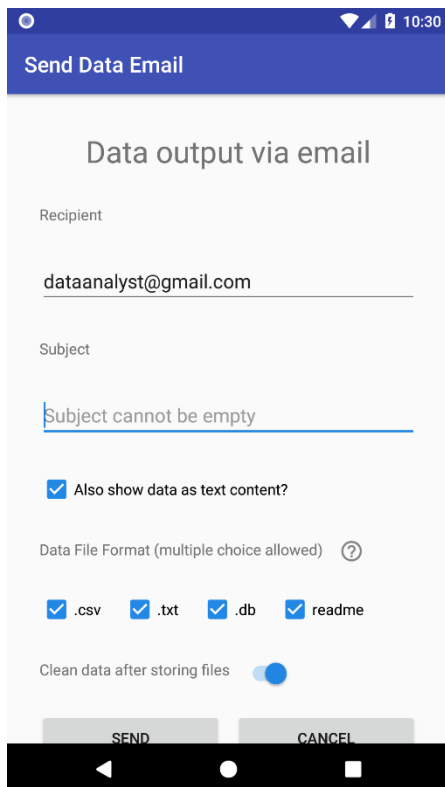 10:30
Send Data Email
Data output via email
Recipient
dataanalyst@gmail.com
Subject
Subject cannot be empty
Also show data as text content?
Data File Format (multiple choice allowed) ?
.csv .txt .db readme
Clean data after storing files
SEND CANCEL